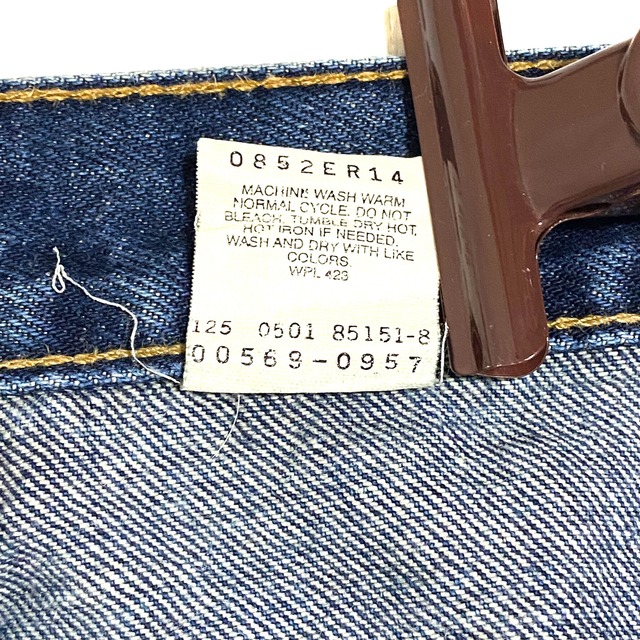 0852ER14
MACHINE WASH WARM
NORMAL CYCLE. DO NOT
BLEACH. TUMBLE DRY HOT.
HOT IRON IF NEEDED.
WASH AND DRY WITH LIKE
COLORS
WPL 423
125 0501 85151-8
00569-0957